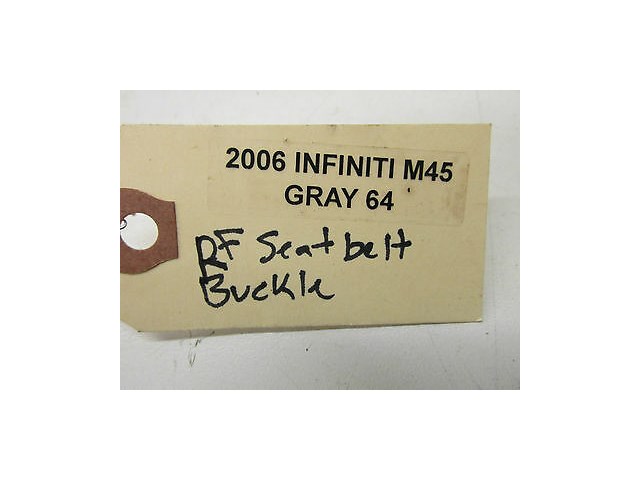 2006 INFINITI M45
GRAY 64
RF Seatbelt
Buckle